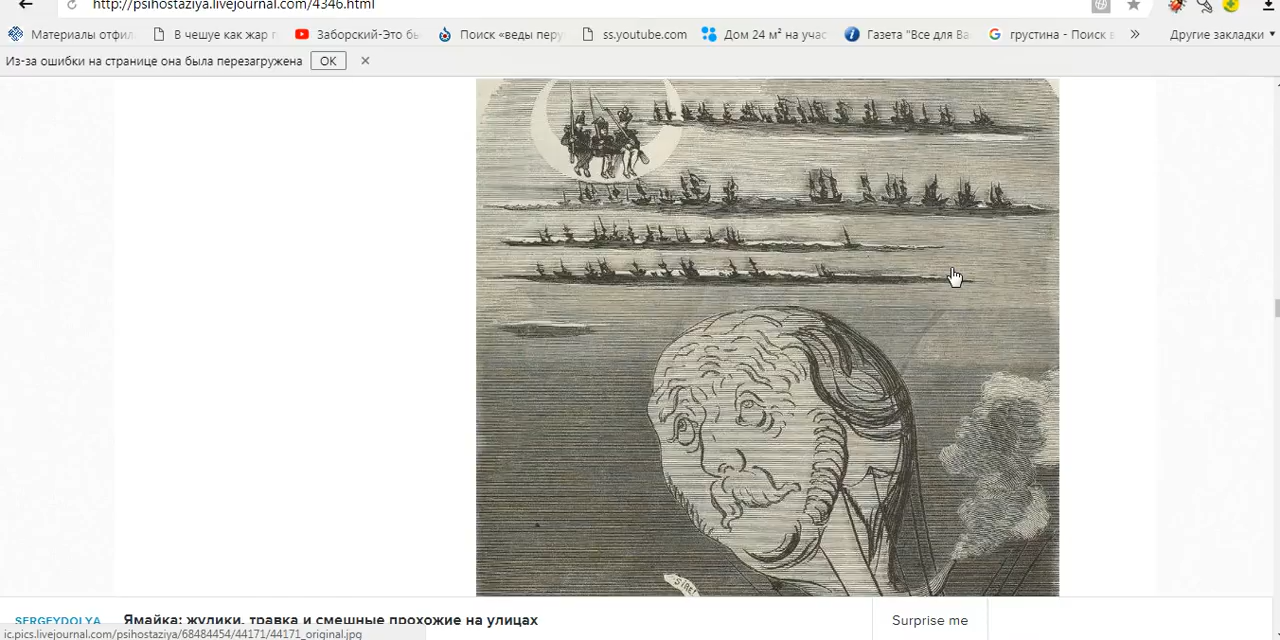 http://psihostaziya.livejournal.com/4346.html
Материалы отфил
В чешуе как жар г
Заборский-Это бы
Поиск «веды перу
ss.youtube.com
Дом 24 м² на учас
Газета "Все для Ва
грустина - Поиск в
»
Другие закладки
Из-за ошибки на странице она была перезагружена
OK
SIRE!
SERGEYDOLYA
Ямайка: жулики, травка и смешные прохожие на улицах
Surprise me
ic.pics.livejournal.com/psihostaziya/68484454/44171/44171_original.jpg